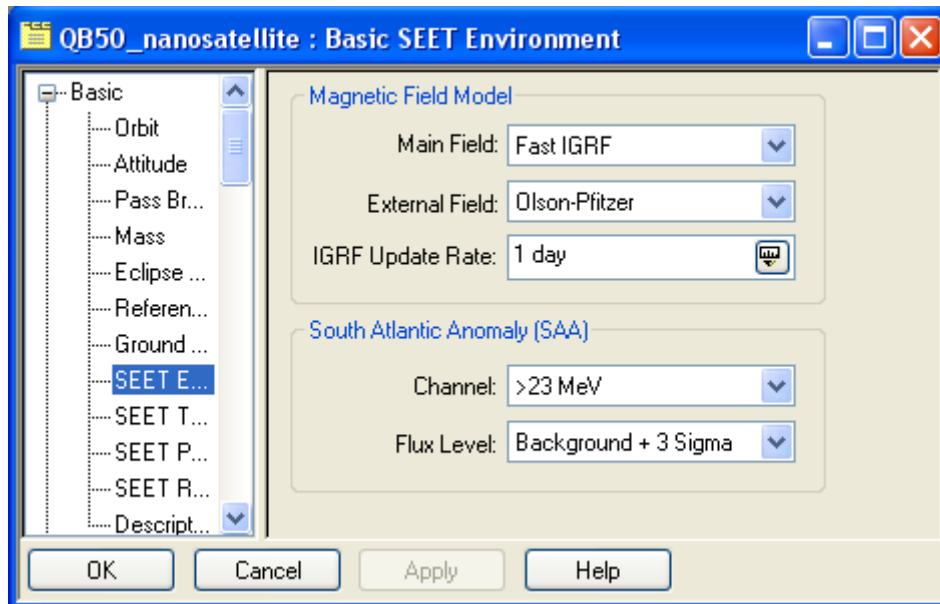 QB50_nanosatellite : Basic SEET Environment
Basic
Orbit
Attitude
Pass Br...
Mass
Eclipse ...
Referen...
Ground ...
SEET E...
SEET T...
SEET P...
SEET R...
Descript...
Magnetic Field Model
Main Field: Fast IGRF
External Field: Olson-Pfitzer
IGRF Update Rate: 1 day
South Atlantic Anomaly (SAA)
Channel: >23 MeV
Flux Level: Background + 3 Sigma
OK Cancel Apply Help